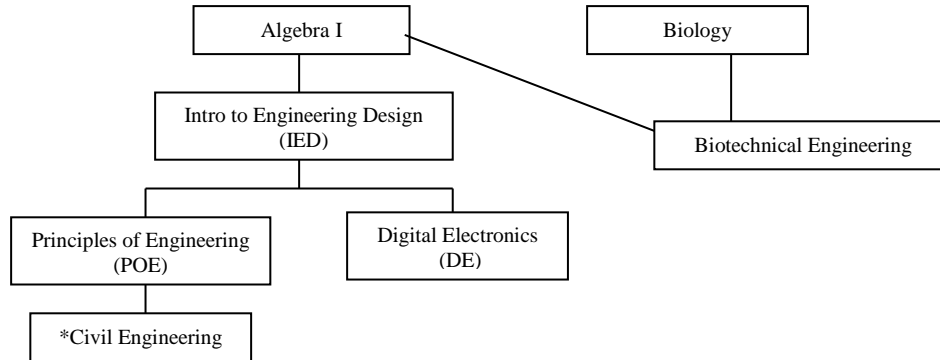 Algebra I
Biology
Intro to Engineering Design
(IED)
Biotechnical Engineering
Principles of Engineering
(POE)
Digital Electronics
(DE)
*Civil Engineering